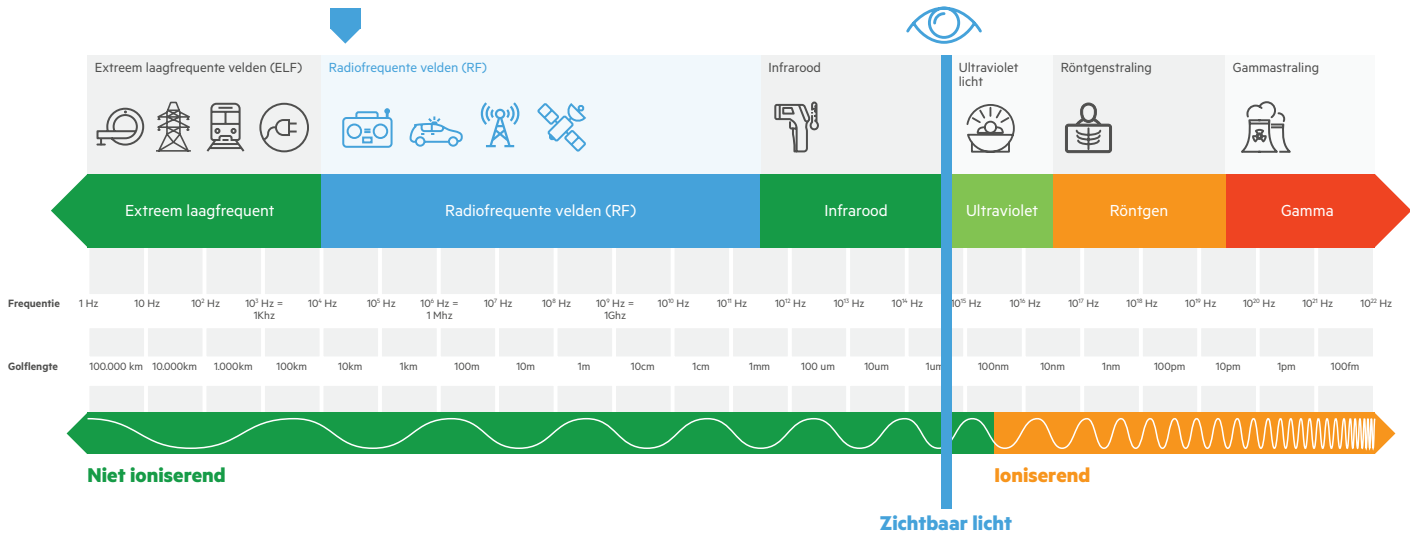 Extreem laagfrequente velden (ELF)
Radiofrequente velden (RF)
Infrarood
Ultraviolet
licht
Röntgenstraling
Gammastraling
Extreem laagfrequent
Radiofrequente velden (RF)
Infrarood
Ultraviolet
Röntgen
Gamma
Frequentie 1 Hz 10 Hz 10² Hz 10³ Hz = 10⁴ Hz 10⁵ Hz 10⁶ Hz = 10⁷ Hz 10⁸ Hz 10⁹ Hz = 10¹⁰ Hz 10¹¹ Hz 10¹² Hz 10¹³ Hz 10¹⁴ Hz 10¹⁵ Hz 10¹⁶ Hz 10¹⁷ Hz 10¹⁸ Hz 10¹⁹ Hz 10²⁰ Hz 10²¹ Hz 10²² Hz
1Khz 1 Mhz 1Ghz
Golflengte 100.000 km 10.000km 1.000km 100km 10km 1km 100m 10m 1m 10cm 1cm 1mm 100 um 10um 1um 100nm 10nm 1nm 100pm 10pm 1pm 100fm
Niet ioniserend
Ioniserend
Zichtbaar licht